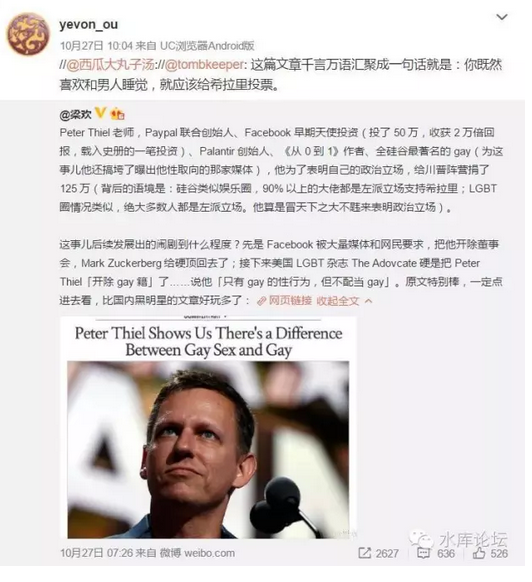 yevon_ou
10月27日 10:04 来自 UC浏览器Android版
//@西瓜大丸子汤://@tombkeeper: 这篇文章千言万语汇聚成一句话就是：你既然
喜欢和男人睡觉，就应该给希拉里投票。
@梁欢
Peter Thiel 老师，Paypal 联合创始人、Facebook 早期天使投资（投了 50 万，收获 2 万倍回
报，载入史册的一笔投资）、Palantir 创始人、《从 0 到 1》作者、全硅谷最著名的 gay（为这
事儿他还搞垮了曝出他性取向的那家媒体），他为了表明自己的政治立场，给川普阵营捐了
125 万（背后的语境是：硅谷类似娱乐圈，90% 以上的大佬都是左派立场支持希拉里；LGBT
圈情况类似，绝大多数人都是左派立场。他算是冒天下之大不韪来表明政治立场）。
这事儿后续发展出的闹剧到什么程度？先是 Facebook 被大量媒体和网民要求，把他开除董事
会，Mark Zuckerberg 给硬顶回去了；接下来美国 LGBT 杂志 The Adovcate 硬是把 Peter
Thiel「开除 gay 籍」了……说他「只有 gay 的性行为，但不配当 gay」。原文特别棒，一定点
进去看，比国内黑明星的文章好玩多了：网页链接 收起全文
Peter Thiel Shows Us There's a Difference
Between Gay Sex and Gay
10月27日 07:26 来自 微博 weibo.com
2627
636
526
水库论坛